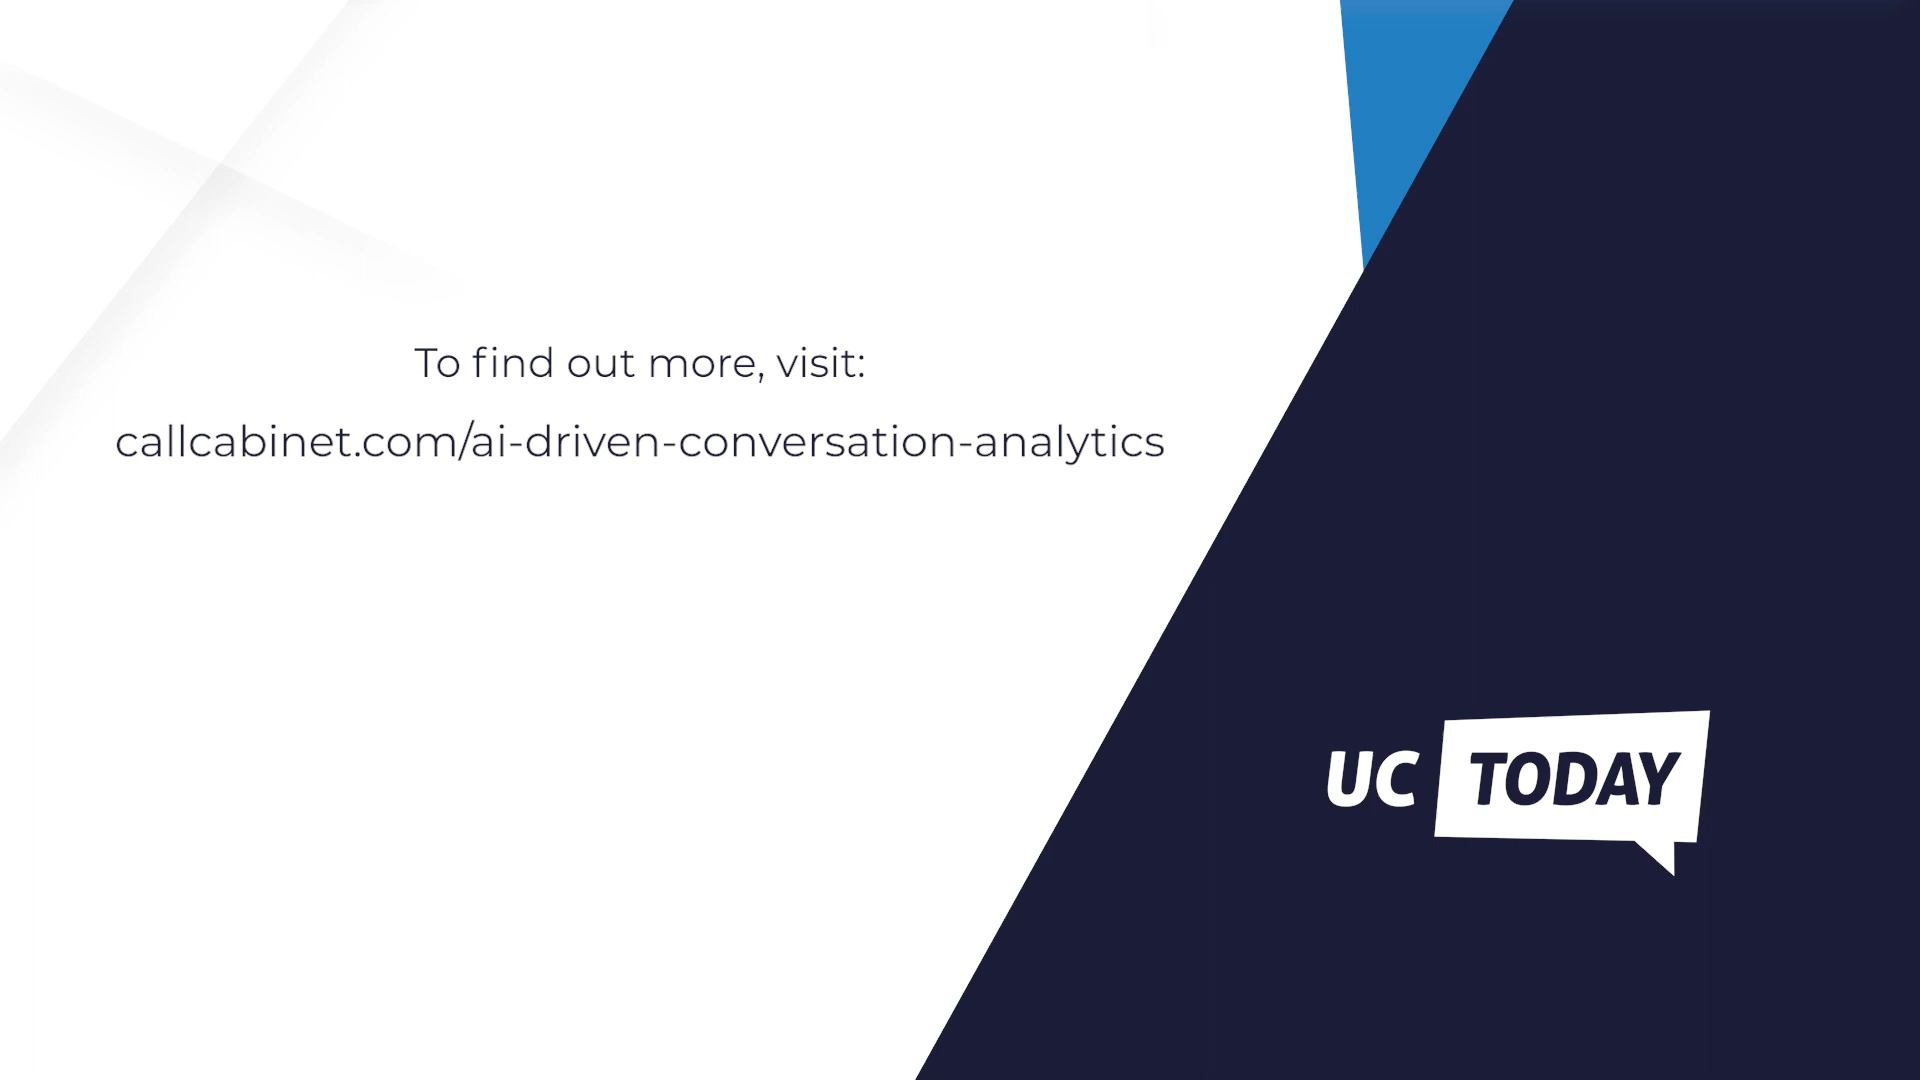 To find out more, visit:
callcabinet.com/ai-driven-conversation-analytics
UC TODAY